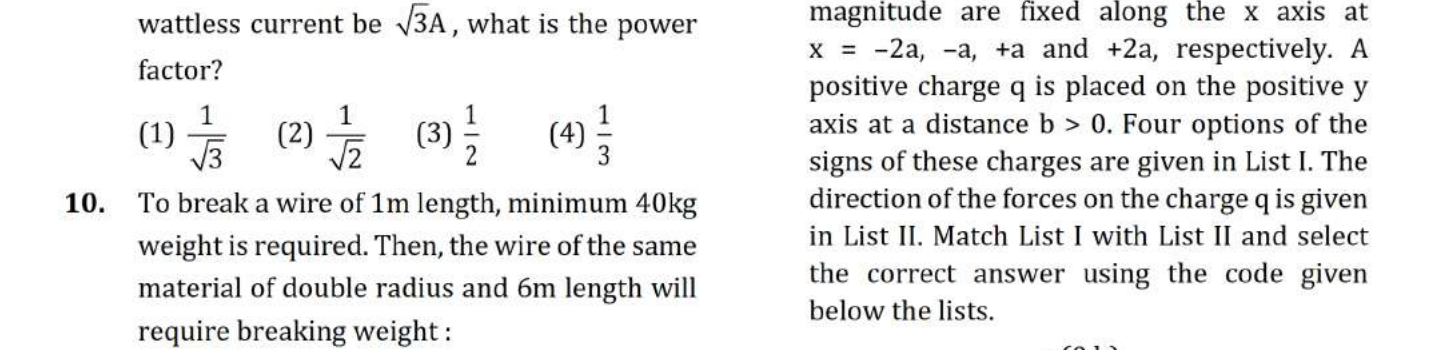 wattless current be √3A, what is the power
factor?
(1) 1/√3 (2) 1/√2 (3) 1/2 (4) 1/3
10. To break a wire of 1m length, minimum 40kg
weight is required. Then, the wire of the same
material of double radius and 6m length will
require breaking weight :
magnitude are fixed along the x axis at
x = –2a, –a, +a and +2a, respectively. A
positive charge q is placed on the positive y
axis at a distance b > 0. Four options of the
signs of these charges are given in List I. The
direction of the forces on the charge q is given
in List II. Match List I with List II and select
the correct answer using the code given
below the lists.